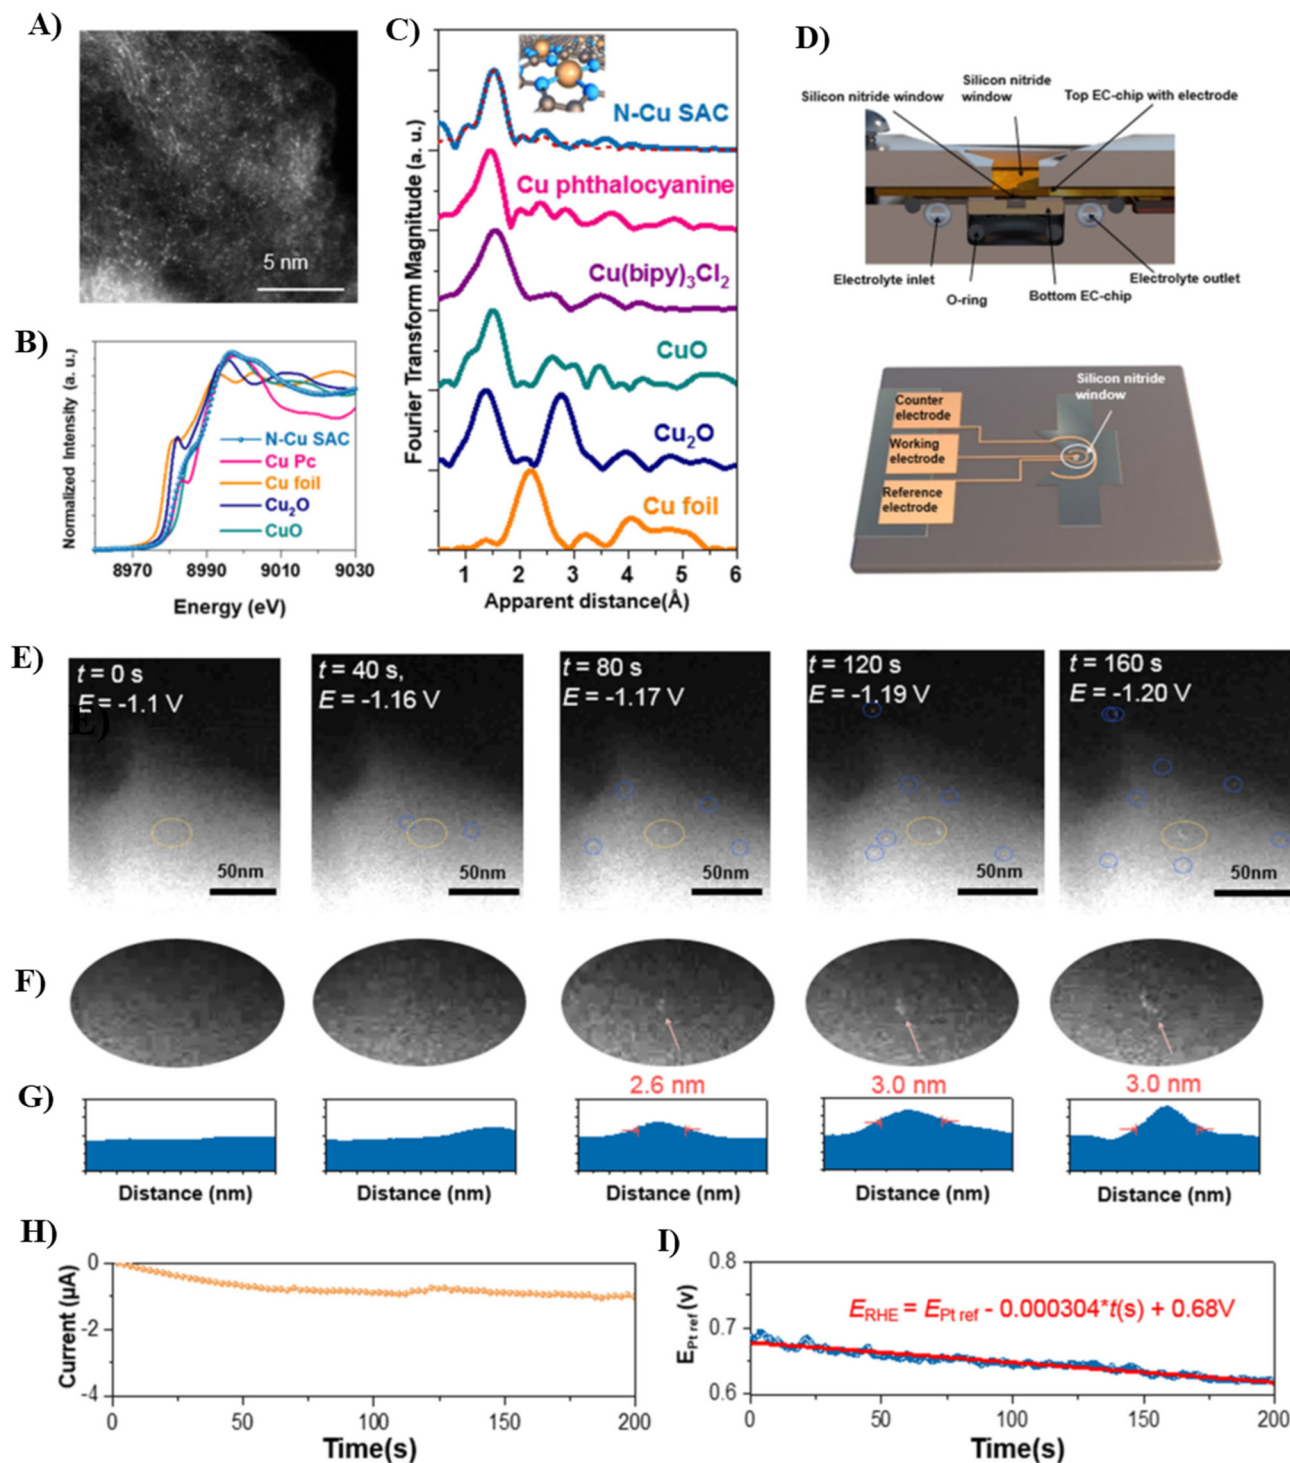 A)
5 nm
B)
Normalized Intensity (a. u.)
N-Cu SAC
Cu Pc
Cu foil
Cu₂O
CuO
8970 8990 9010 9030
Energy (eV)
C)
Fourier Transform Magnitude (a. u.)
N-Cu SAC
Cu phthalocyanine
Cu(bipy)₃Cl₂
CuO
Cu₂O
Cu foil
1 2 3 4 5 6
Apparent distance(Å)
D)
Silicon nitride window
Silicon nitride
window
Top EC-chip with electrode
Electrolyte inlet
O-ring
Bottom EC-chip
Electrolyte outlet
Silicon nitride
window
Counter
electrode
Working
electrode
Reference
electrode
E)
E)
t = 0 s
E = -1.1 V
50nm
t = 40 s,
E = -1.16 V
50nm
t = 80 s
E = -1.17 V
50nm
t = 120 s
E = -1.19 V
50nm
t = 160 s
E = -1.20 V
50nm
F)
G)
2.6 nm
3.0 nm
3.0 nm
Distance (nm)
Distance (nm)
Distance (nm)
Distance (nm)
Distance (nm)
H)
Current (µA)
0
-2
-4
0 50 100 150 200
Time(s)
I)
E Pt ref (v)
0.8
0.7
0.6
E RHE = E Pt ref - 0.000304*t(s) + 0.68V
0 50 100 150 200
Time(s)